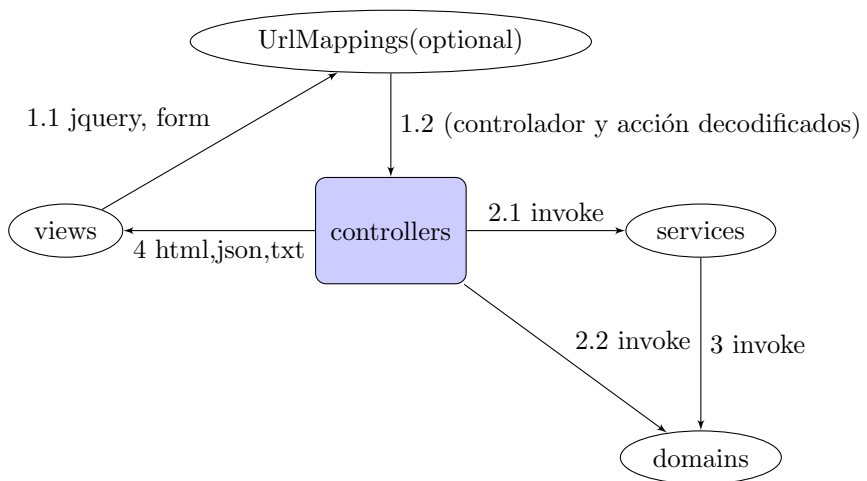 UrlMappings(optional)
1.1 jquery, form
1.2 (controlador y acción decodificados)
views
4 html,json,txt
controllers
2.1 invoke
services
2.2 invoke
3 invoke
domains